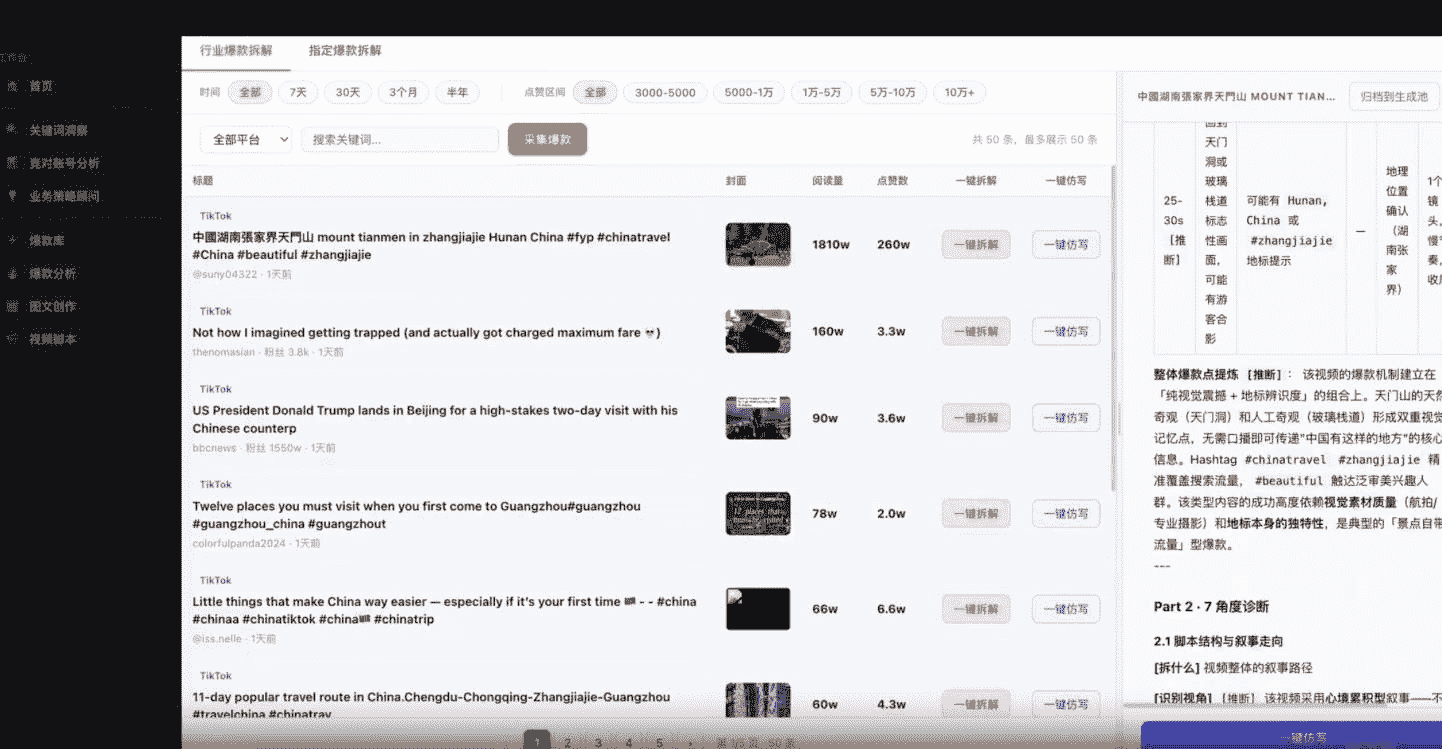 工作台
首页
关键词洞察
竞对账号分析
业务策略顾问
爆款库
爆款分析
图文创作
视频脚本
行业爆款拆解 指定爆款拆解
时间 全部 7天 30天 3个月 半年 点赞区间 全部 3000-5000 5000-1万 1万-5万 5万-10万 10万+
全部平台 搜索关键词... 采集爆款 共 50 条，最多展示 50 条
标题 封面 阅读量 点赞数 一键拆解 一键仿写
TikTok
中國湖南張家界天門山 mount tianmen in zhangjiajie Hunan China #fyp #chinatravel
#China #beautiful #zhangjiajie
@suny04322 · 1天前
1810w 260w 一键拆解 一键仿写
TikTok
Not how I imagined getting trapped (and actually got charged maximum fare 💀)
thenomasian · 粉丝 3.8k · 1天前
160w 3.3w 一键拆解 一键仿写
TikTok
US President Donald Trump lands in Beijing for a high-stakes two-day visit with his
Chinese counterp
bbcnews · 粉丝 1550w · 1天前
90w 3.6w 一键拆解 一键仿写
TikTok
Twelve places you must visit when you first come to Guangzhou#guangzhou
#guangzhou_china #guangzhout
colorfulpanda2024 · 1天前
78w 2.0w 一键拆解 一键仿写
TikTok
Little things that make China way easier — especially if it's your first time 🇨🇳 - - #china
#chinaa #chinatiktok #china🇨🇳 #chinatrip
@iss.nelle · 1天前
66w 6.6w 一键拆解 一键仿写
TikTok
11-day popular travel route in China.Chengdu-Chongqing-Zhangjiajie-Guangzhou
#travelchina #chinatrav
60w 4.3w 一键拆解 一键仿写
1 2 3 4 5 › 第 1/5 页 50 条
中國湖南張家界天門山 MOUNT TIAN... 归档到生成池
25-
30s
[推
断]
回到
天门
洞或
玻璃
栈道
标志
性画
面，
可能
有游
客合
影
可能有 Hunan,
China 或
#zhangjiajie
地标提示
—
地理
位置
确认
（湖
南张
家
界）
1个
镜
头，
慢节
奏，
收尾
整体爆款点提炼 [推断]： 该视频的爆款机制建立在
「纯视觉震撼 + 地标辨识度」的组合上。天门山的天然
奇观（天门洞）和人工奇观（玻璃栈道）形成双重视觉
记忆点，无需口播即可传递"中国有这样的地方"的核心
信息。Hashtag #chinatravel #zhangjiajie 精
准覆盖搜索流量， #beautiful 触达泛审美兴趣人
群。该类型内容的成功高度依赖视觉素材质量（航拍/
专业摄影）和地标本身的独特性，是典型的「景点自带
流量」型爆款。
---
Part 2 · 7 角度诊断
2.1 脚本结构与叙事走向
[拆什么] 视频整体的叙事路径
[识别视角] [推断] 该视频采用心境累积型叙事——不
一键仿写